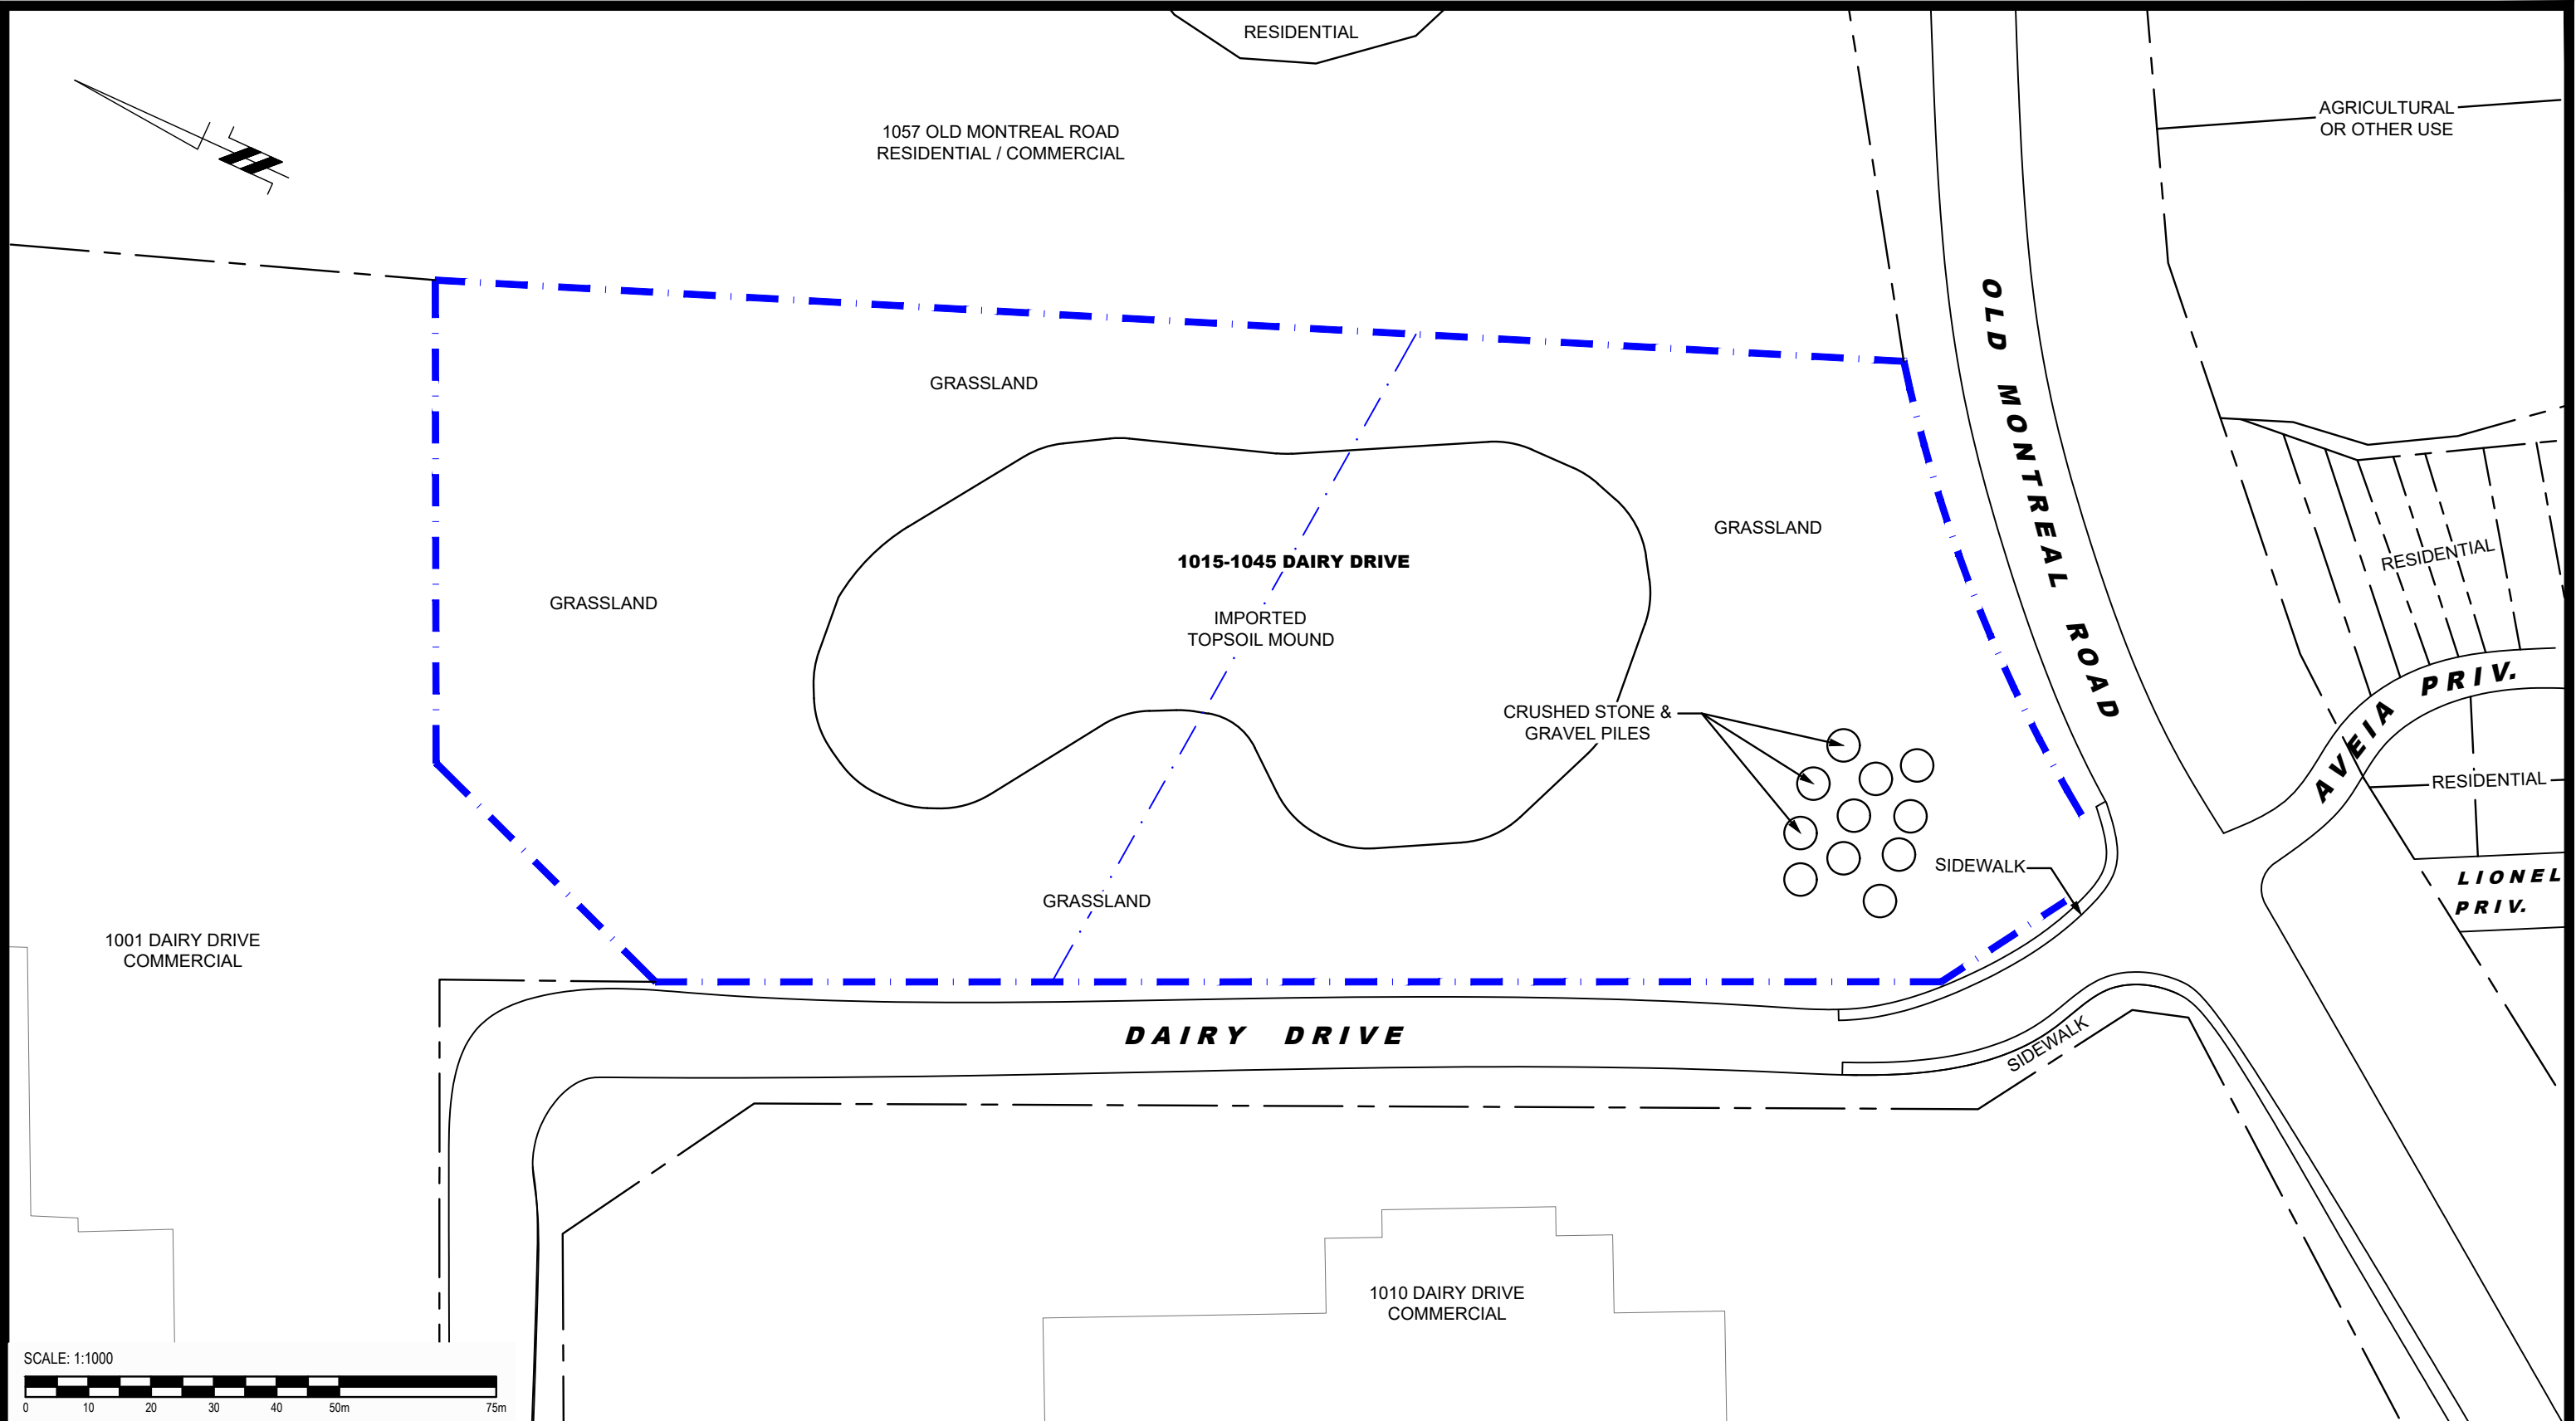 RESIDENTIAL
AGRICULTURAL
OR OTHER USE
1057 OLD MONTREAL ROAD
RESIDENTIAL / COMMERCIAL
OLD MONTREAL ROAD
GRASSLAND
GRASSLAND
RESIDENTIAL
1015-1045 DAIRY DRIVE
GRASSLAND
IMPORTED
TOPSOIL MOUND
AVEIA PRIV.
CRUSHED STONE &
GRAVEL PILES
RESIDENTIAL
SIDEWALK
LIONEL
PRIV.
GRASSLAND
1001 DAIRY DRIVE
COMMERCIAL
DAIRY DRIVE
SIDEWALK
1010 DAIRY DRIVE
COMMERCIAL
SCALE: 1:1000
0 10 20 30 40 50m 75m